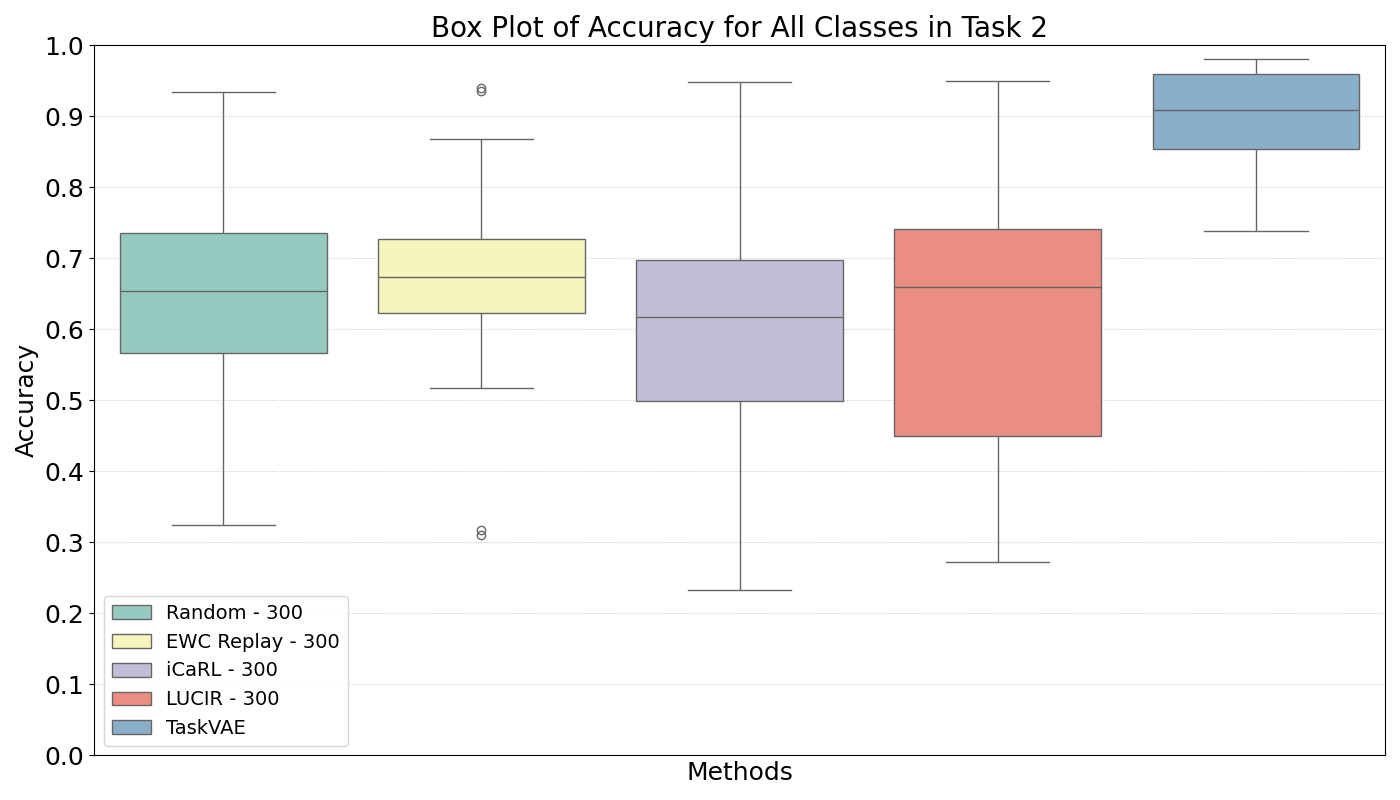 Box Plot of Accuracy for All Classes in Task 2
1.0
0.9
0.8
0.7
0.6
0.5
0.4
0.3
0.2
0.1
0.0
Accuracy
Random - 300
EWC Replay - 300
iCaRL - 300
LUCIR - 300
TaskVAE
Methods